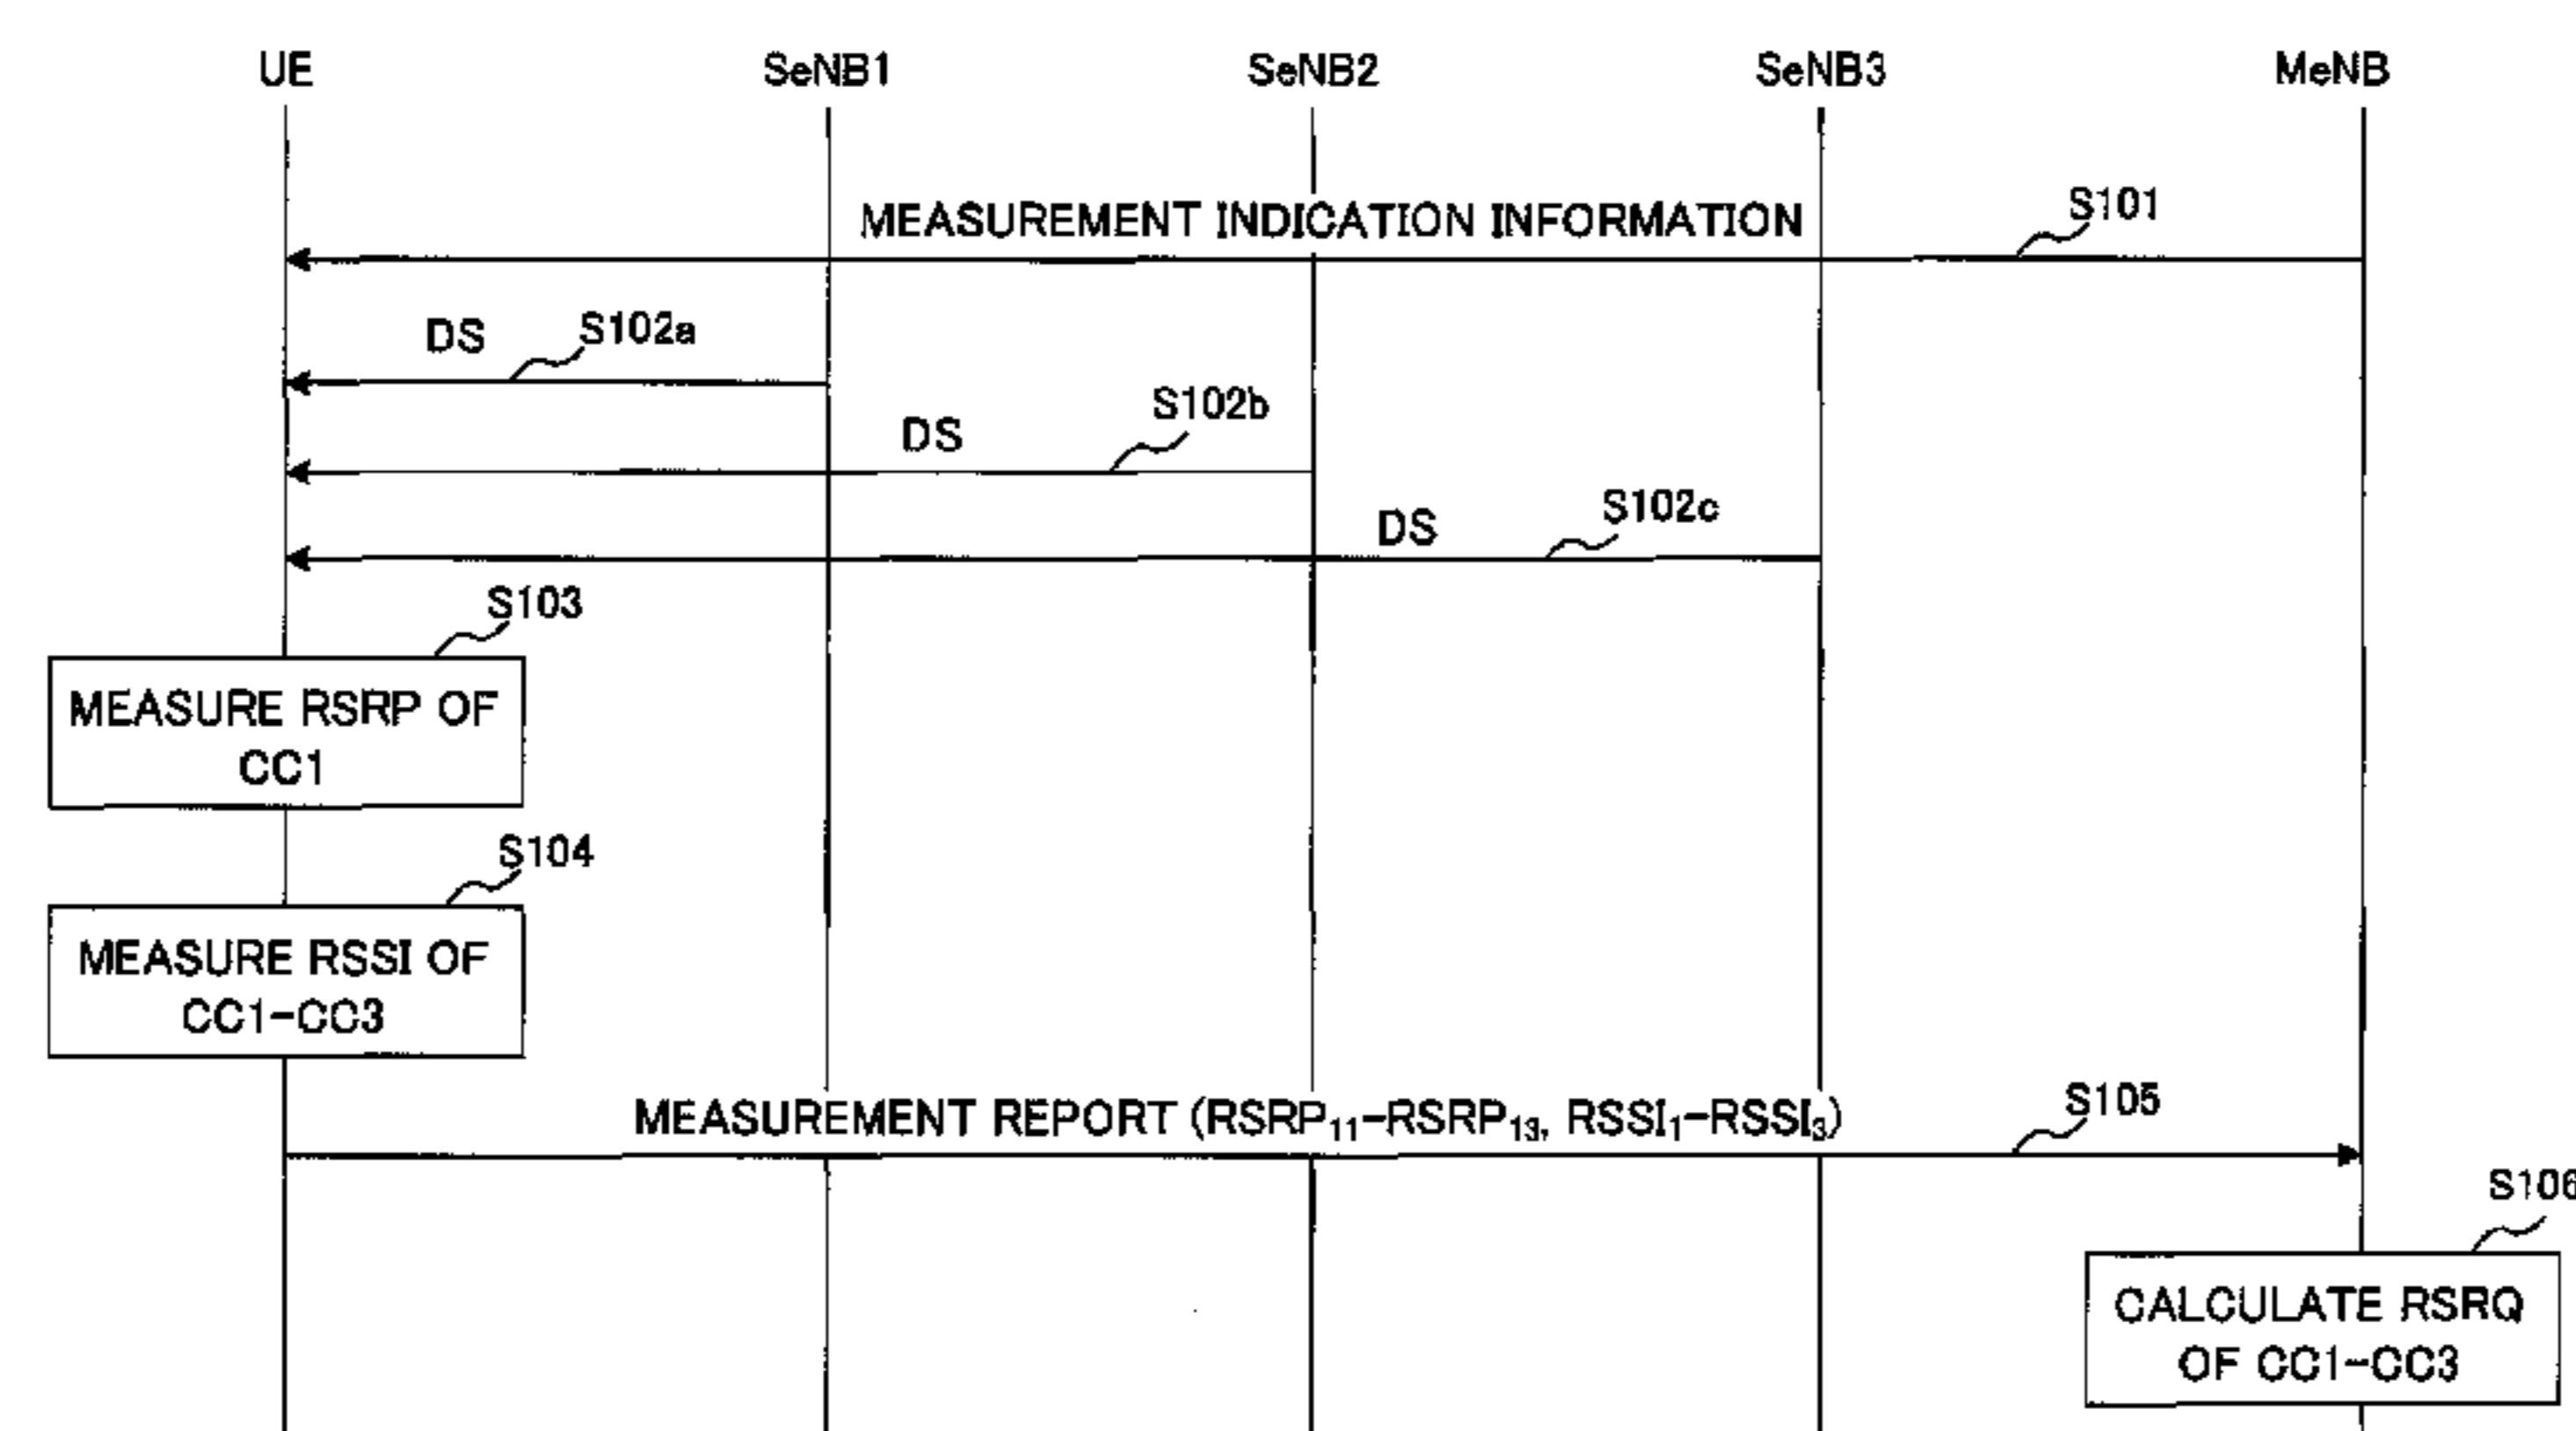 UE SeNB1 SeNB2 SeNB3 MeNB
MEASUREMENT INDICATION INFORMATION S101
DS S102a
DS S102b
DS S102c
S103
MEASURE RSRP OF
CC1
S104
MEASURE RSSI OF
CC1-CC3
MEASUREMENT REPORT (RSRP₁₁-RSRP₁₃, RSSI₁-RSSI₃) S105
S106
CALCULATE RSRQ
OF CC1-CC3